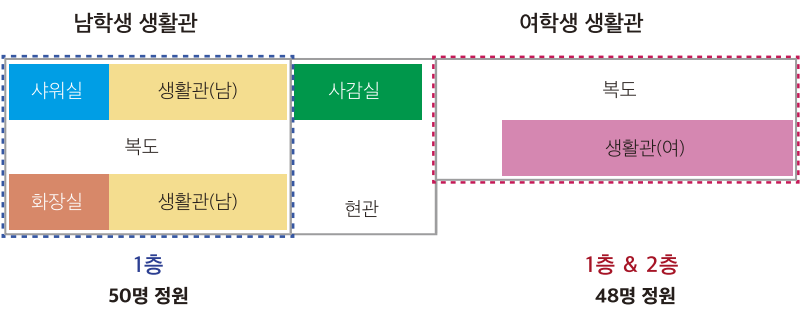 남학생 생활관
여학생 생활관
샤워실
생활관(남)
사감실
복도
복도
생활관(여)
화장실
생활관(남)
현관
1층
50명 정원
1층 & 2층
48명 정원